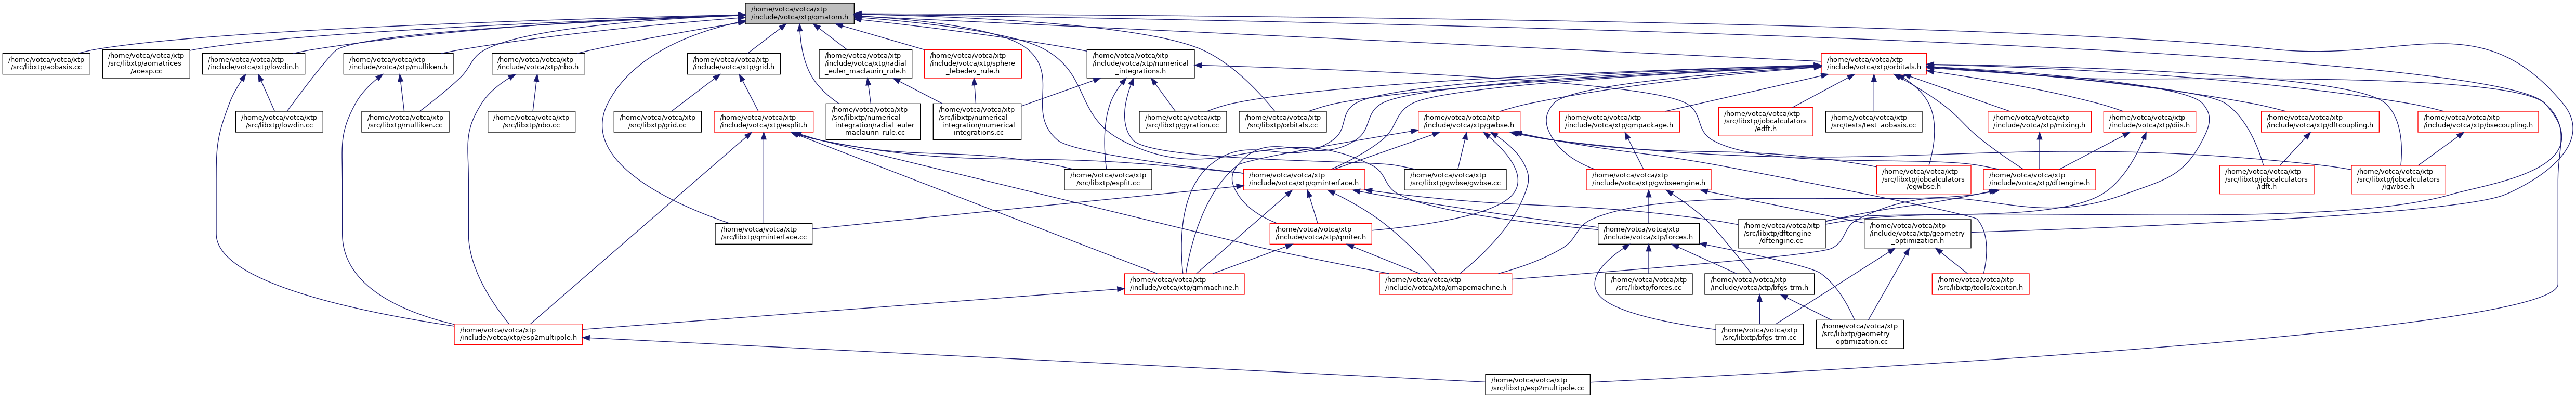 /home/votca/votca/xtp
/include/votca/xtp/qmatom.h
/home/votca/votca/xtp
/src/libxtp/aobasis.cc
/home/votca/votca/xtp
/src/libxtp/aomatrices
/aoesp.cc
/home/votca/votca/xtp
/include/votca/xtp/lowdin.h
/home/votca/votca/xtp
/include/votca/xtp/mulliken.h
/home/votca/votca/xtp
/include/votca/xtp/nbo.h
/home/votca/votca/xtp
/include/votca/xtp/grid.h
/home/votca/votca/xtp
/include/votca/xtp/radial
_euler_maclaurin_rule.h
/home/votca/votca/xtp
/include/votca/xtp/sphere
_lebedev_rule.h
/home/votca/votca/xtp
/include/votca/xtp/numerical
_integrations.h
/home/votca/votca/xtp
/include/votca/xtp/orbitals.h
/home/votca/votca/xtp
/src/libxtp/lowdin.cc
/home/votca/votca/xtp
/src/libxtp/mulliken.cc
/home/votca/votca/xtp
/src/libxtp/nbo.cc
/home/votca/votca/xtp
/src/libxtp/grid.cc
/home/votca/votca/xtp
/include/votca/xtp/espfit.h
/home/votca/votca/xtp
/src/libxtp/numerical
_integration/radial_euler
_maclaurin_rule.cc
/home/votca/votca/xtp
/src/libxtp/numerical
_integration/numerical
_integrations.cc
/home/votca/votca/xtp
/src/libxtp/gyration.cc
/home/votca/votca/xtp
/src/libxtp/orbitals.cc
/home/votca/votca/xtp
/include/votca/xtp/gwbse.h
/home/votca/votca/xtp
/include/votca/xtp/qmpackage.h
/home/votca/votca/xtp
/src/libxtp/jobcalculators
/edft.h
/home/votca/votca/xtp
/src/tests/test_aobasis.cc
/home/votca/votca/xtp
/include/votca/xtp/mixing.h
/home/votca/votca/xtp
/include/votca/xtp/diis.h
/home/votca/votca/xtp
/include/votca/xtp/dftcoupling.h
/home/votca/votca/xtp
/include/votca/xtp/bsecoupling.h
/home/votca/votca/xtp
/src/libxtp/espfit.cc
/home/votca/votca/xtp
/include/votca/xtp/qminterface.h
/home/votca/votca/xtp
/src/libxtp/gwbse/gwbse.cc
/home/votca/votca/xtp
/include/votca/xtp/gwbseengine.h
/home/votca/votca/xtp
/src/libxtp/jobcalculators
/egwbse.h
/home/votca/votca/xtp
/include/votca/xtp/dftengine.h
/home/votca/votca/xtp
/src/libxtp/jobcalculators
/idft.h
/home/votca/votca/xtp
/src/libxtp/jobcalculators
/igwbse.h
/home/votca/votca/xtp
/src/libxtp/qminterface.cc
/home/votca/votca/xtp
/include/votca/xtp/qmiter.h
/home/votca/votca/xtp
/include/votca/xtp/forces.h
/home/votca/votca/xtp
/src/libxtp/dftengine
/dftengine.cc
/home/votca/votca/xtp
/include/votca/xtp/geometry
_optimization.h
/home/votca/votca/xtp
/include/votca/xtp/qmmachine.h
/home/votca/votca/xtp
/include/votca/xtp/qmapemachine.h
/home/votca/votca/xtp
/src/libxtp/forces.cc
/home/votca/votca/xtp
/include/votca/xtp/bfgs-trm.h
/home/votca/votca/xtp
/src/libxtp/tools/exciton.h
/home/votca/votca/xtp
/include/votca/xtp/esp2multipole.h
/home/votca/votca/xtp
/src/libxtp/bfgs-trm.cc
/home/votca/votca/xtp
/src/libxtp/geometry
_optimization.cc
/home/votca/votca/xtp
/src/libxtp/esp2multipole.cc